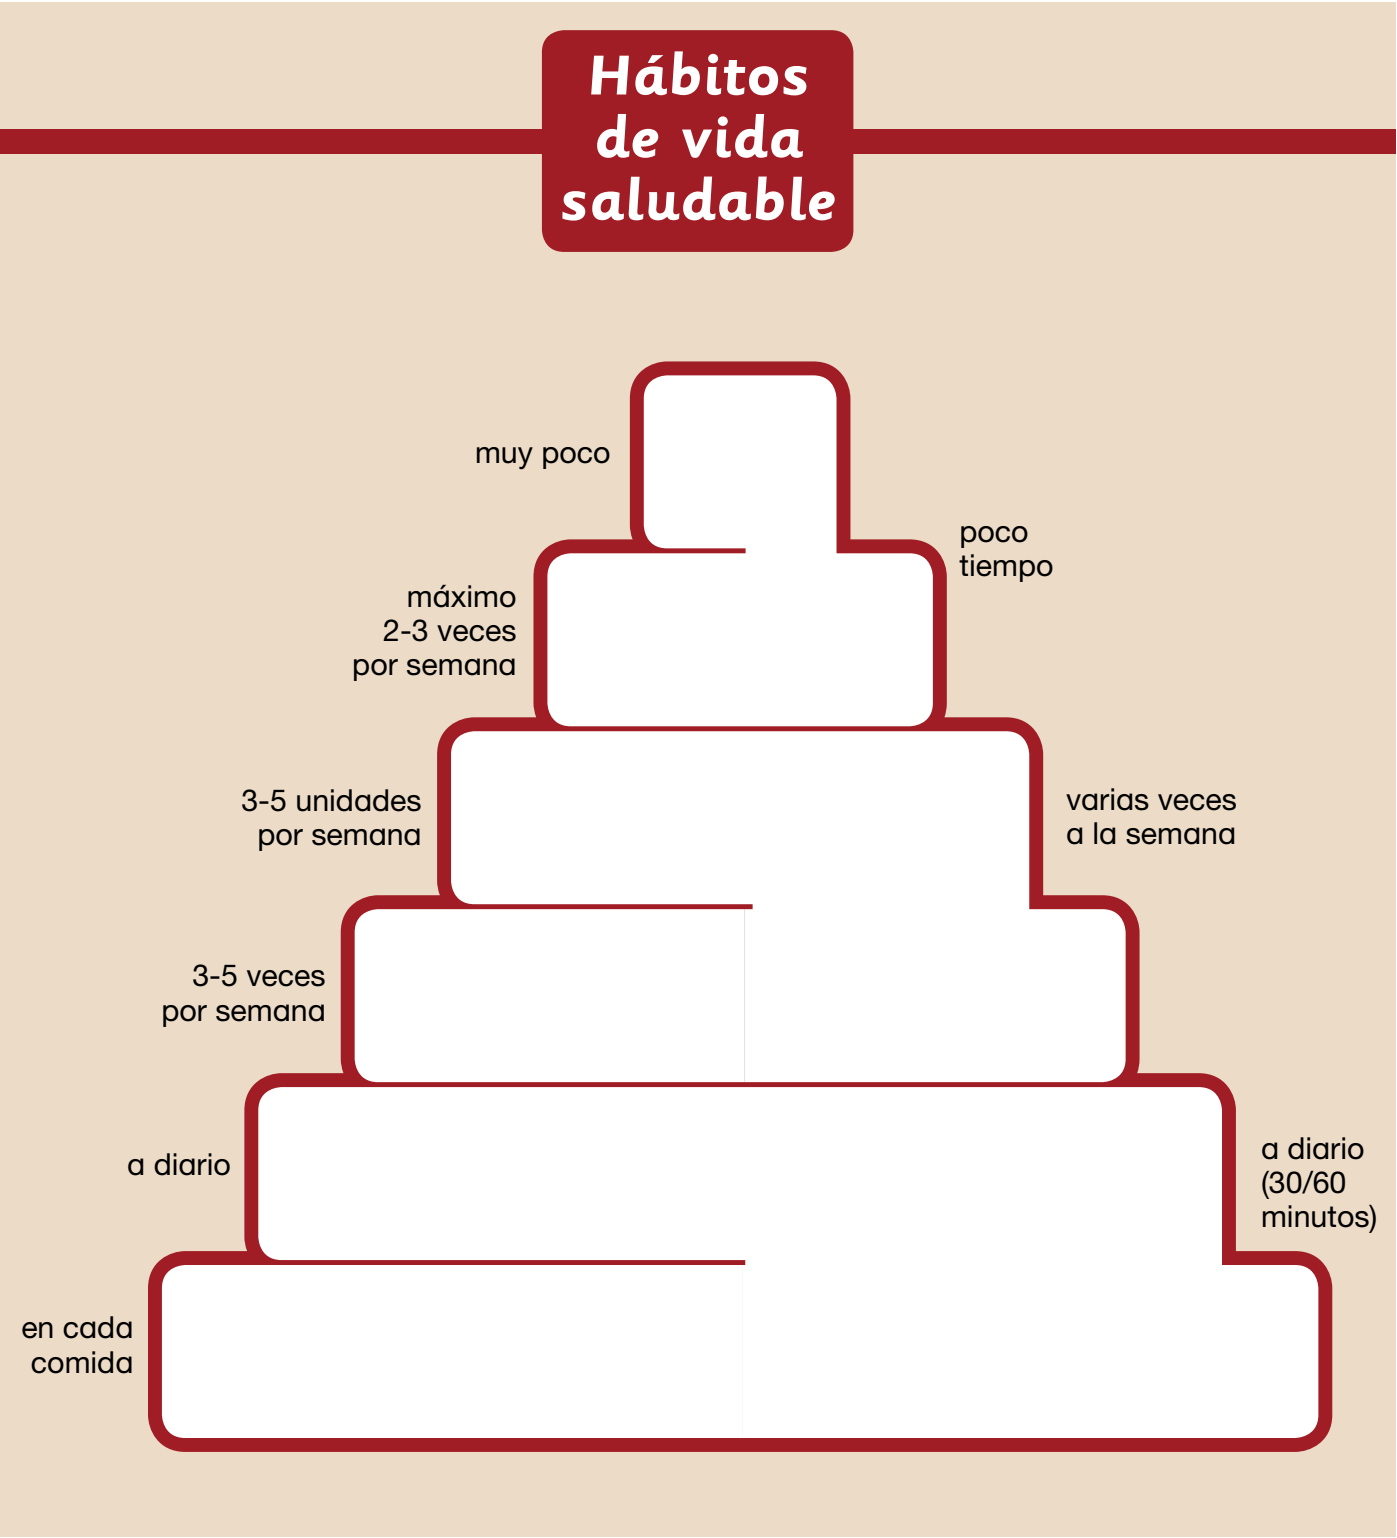 Hábitos
de vida
saludable
muy poco
poco
tiempo
máximo
2-3 veces
por semana
3-5 unidades
por semana
varias veces
a la semana
3-5 veces
por semana
a diario
a diario
(30/60
minutos)
en cada
comida